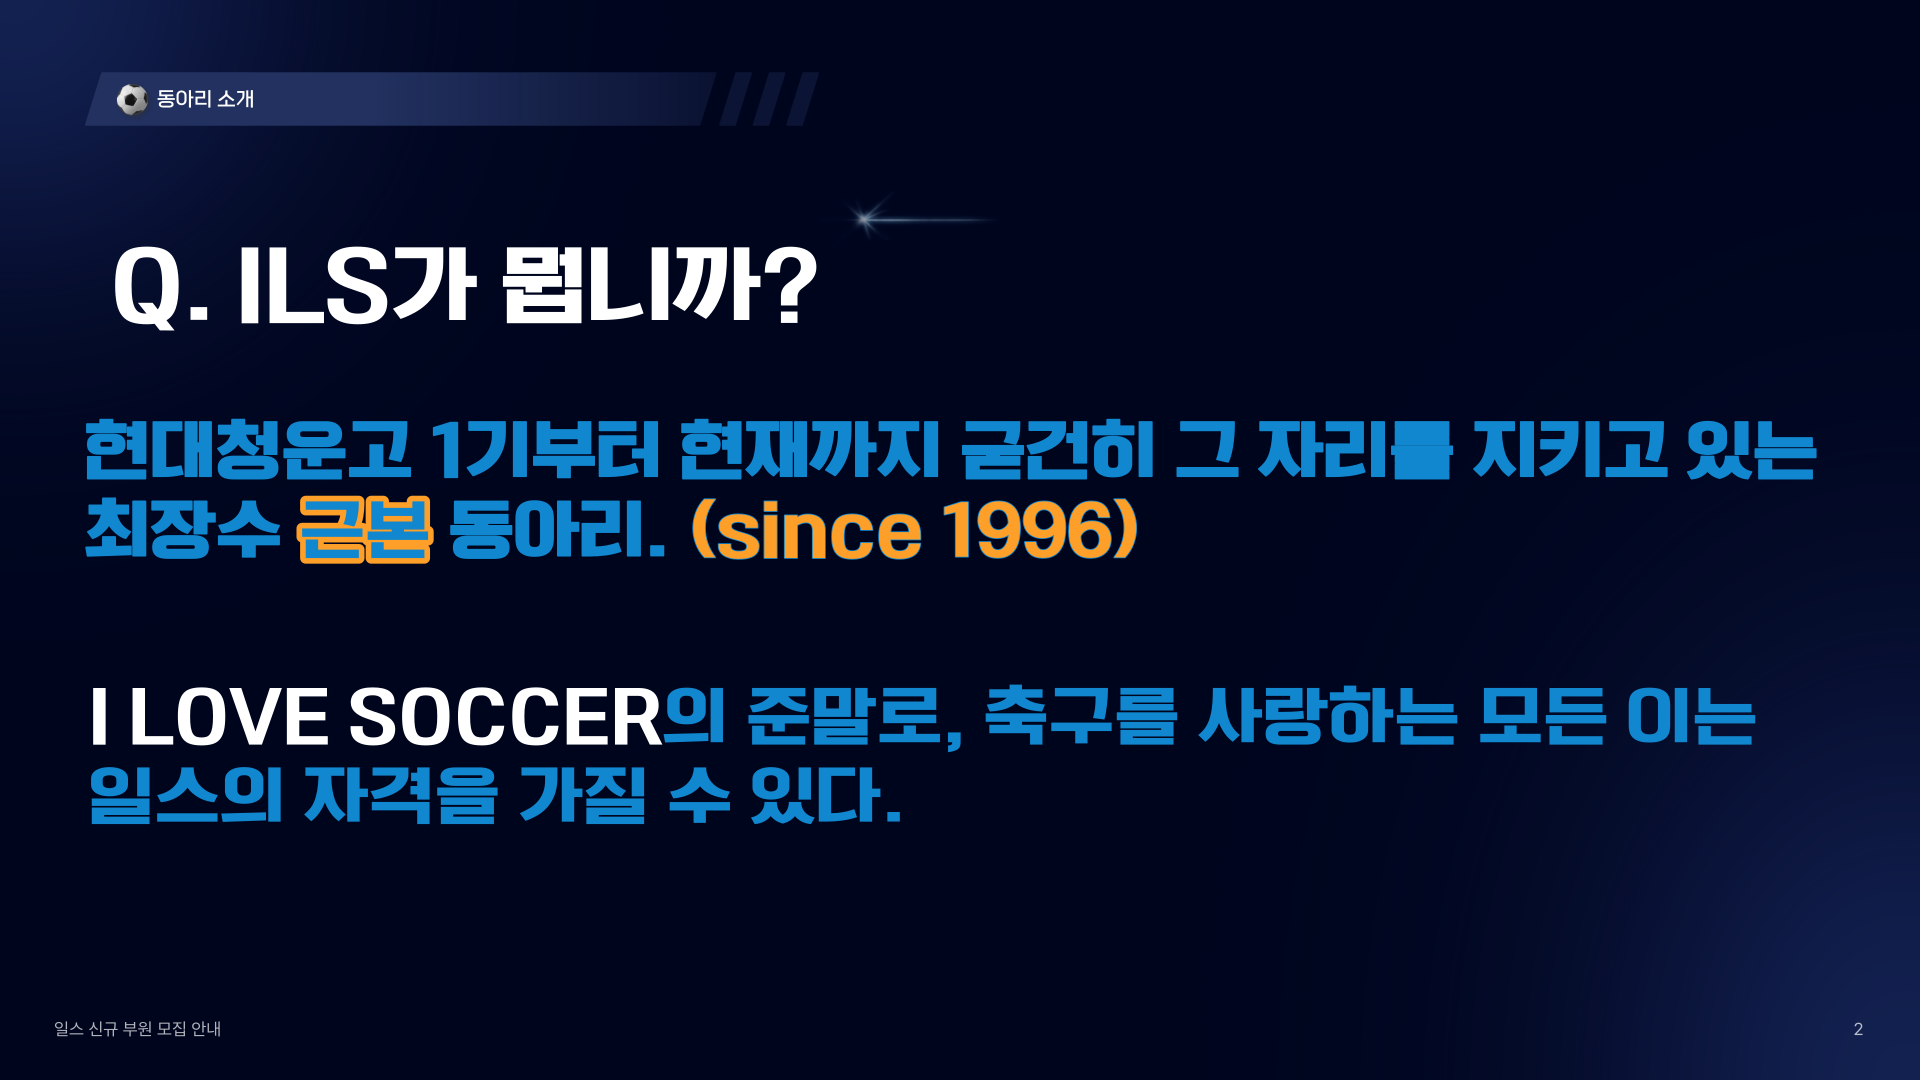 동아리 소개
Q. ILS가 뭡니까?
현대청운고 1기부터 현재까지 굳건히 그 자리를 지키고 있는
최장수 근본 동아리. (since 1996)
I LOVE SOCCER의 준말로, 축구를 사랑하는 모든 이는
일스의 자격을 가질 수 있다.
일스 신규 부원 모집 안내
2